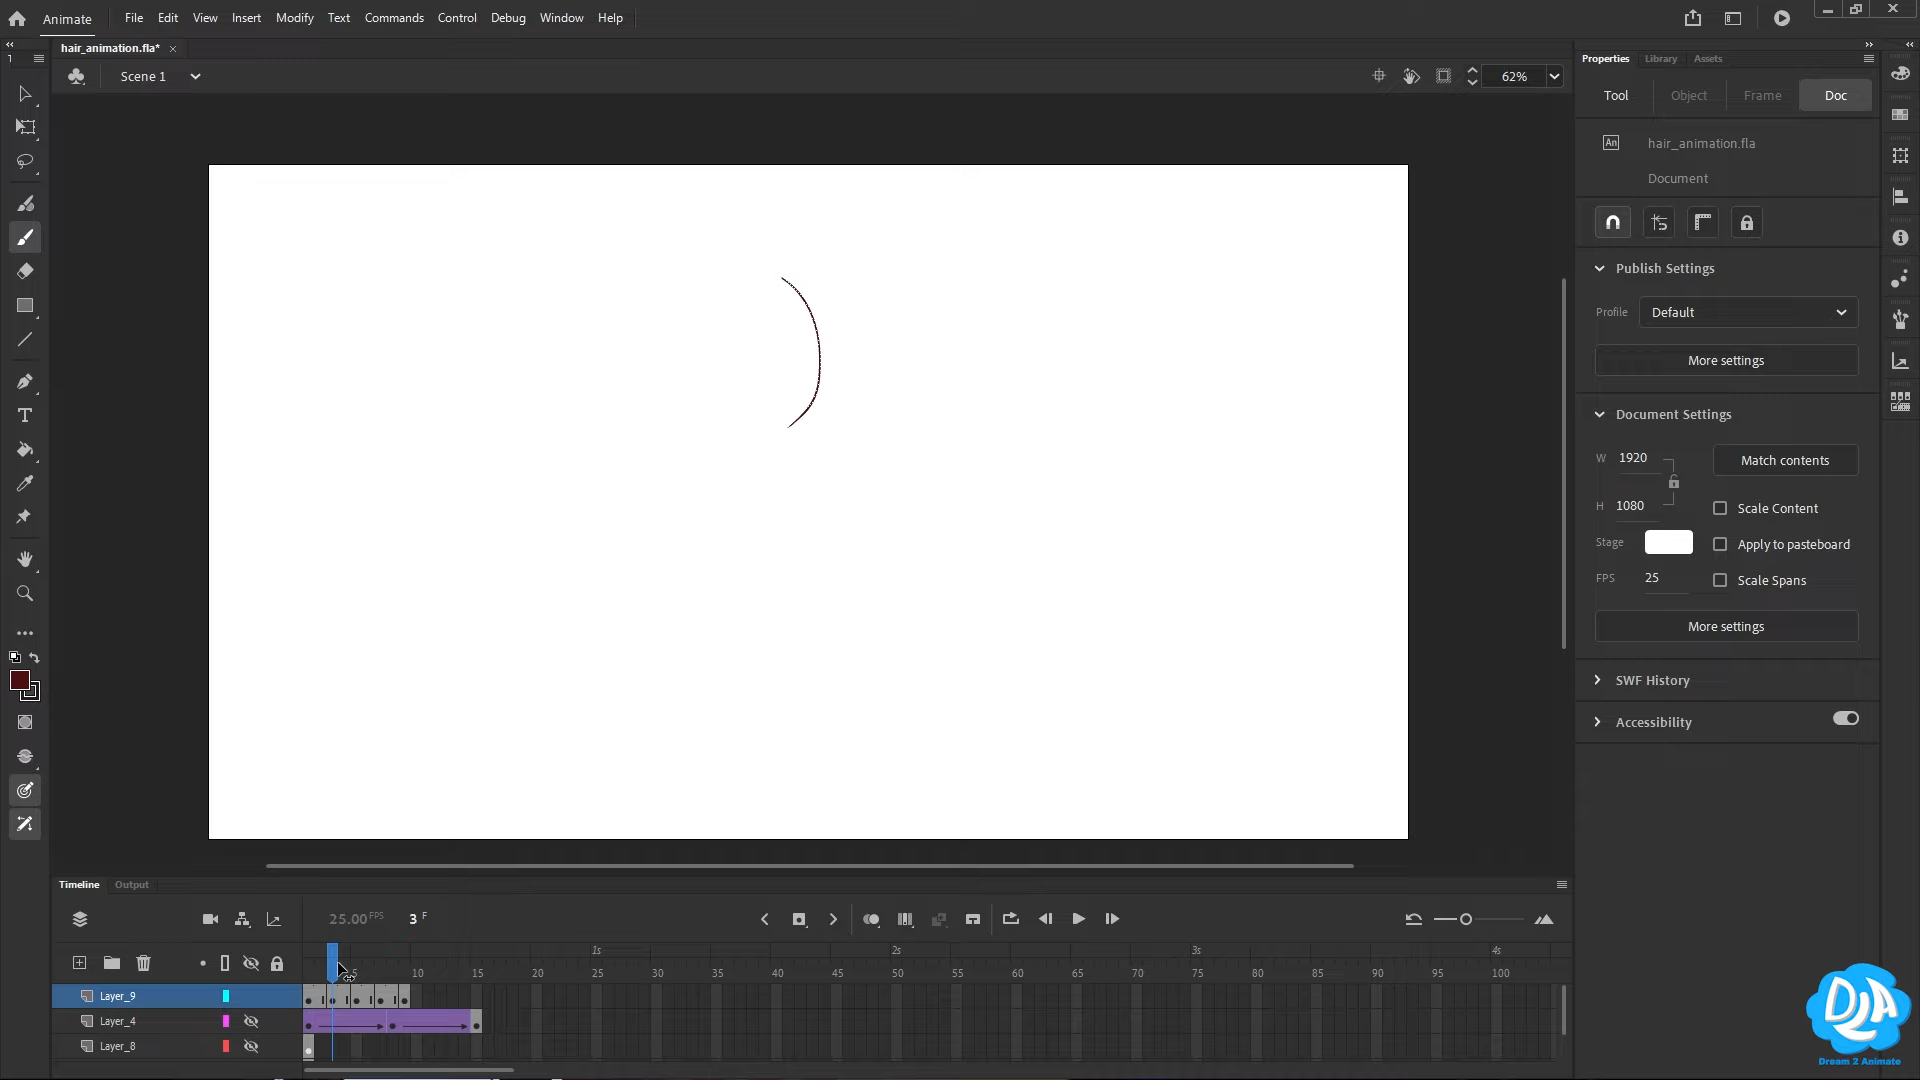 Animate File Edit View Insert Modify Text Commands Control Debug Window Help
hair_animation.fla*
Scene 1
62%
Properties Library Assets
Tool Object Frame Doc
An hair_animation.fla
Document
Publish Settings
Profile Default
More settings
Document Settings
W 1920
Match contents
H 1080
Scale Content
Stage
Apply to pasteboard
FPS 25
Scale Spans
More settings
SWF History
Accessibility
Timeline Output
25.00 FPS 3 F
1s 2s 3s 4s
5 10 15 20 25 30 35 40 45 50 55 60 65 70 75 80 85 90 95 100
Layer_9
Layer_4
Layer_8
D2A
Dream 2 Animate